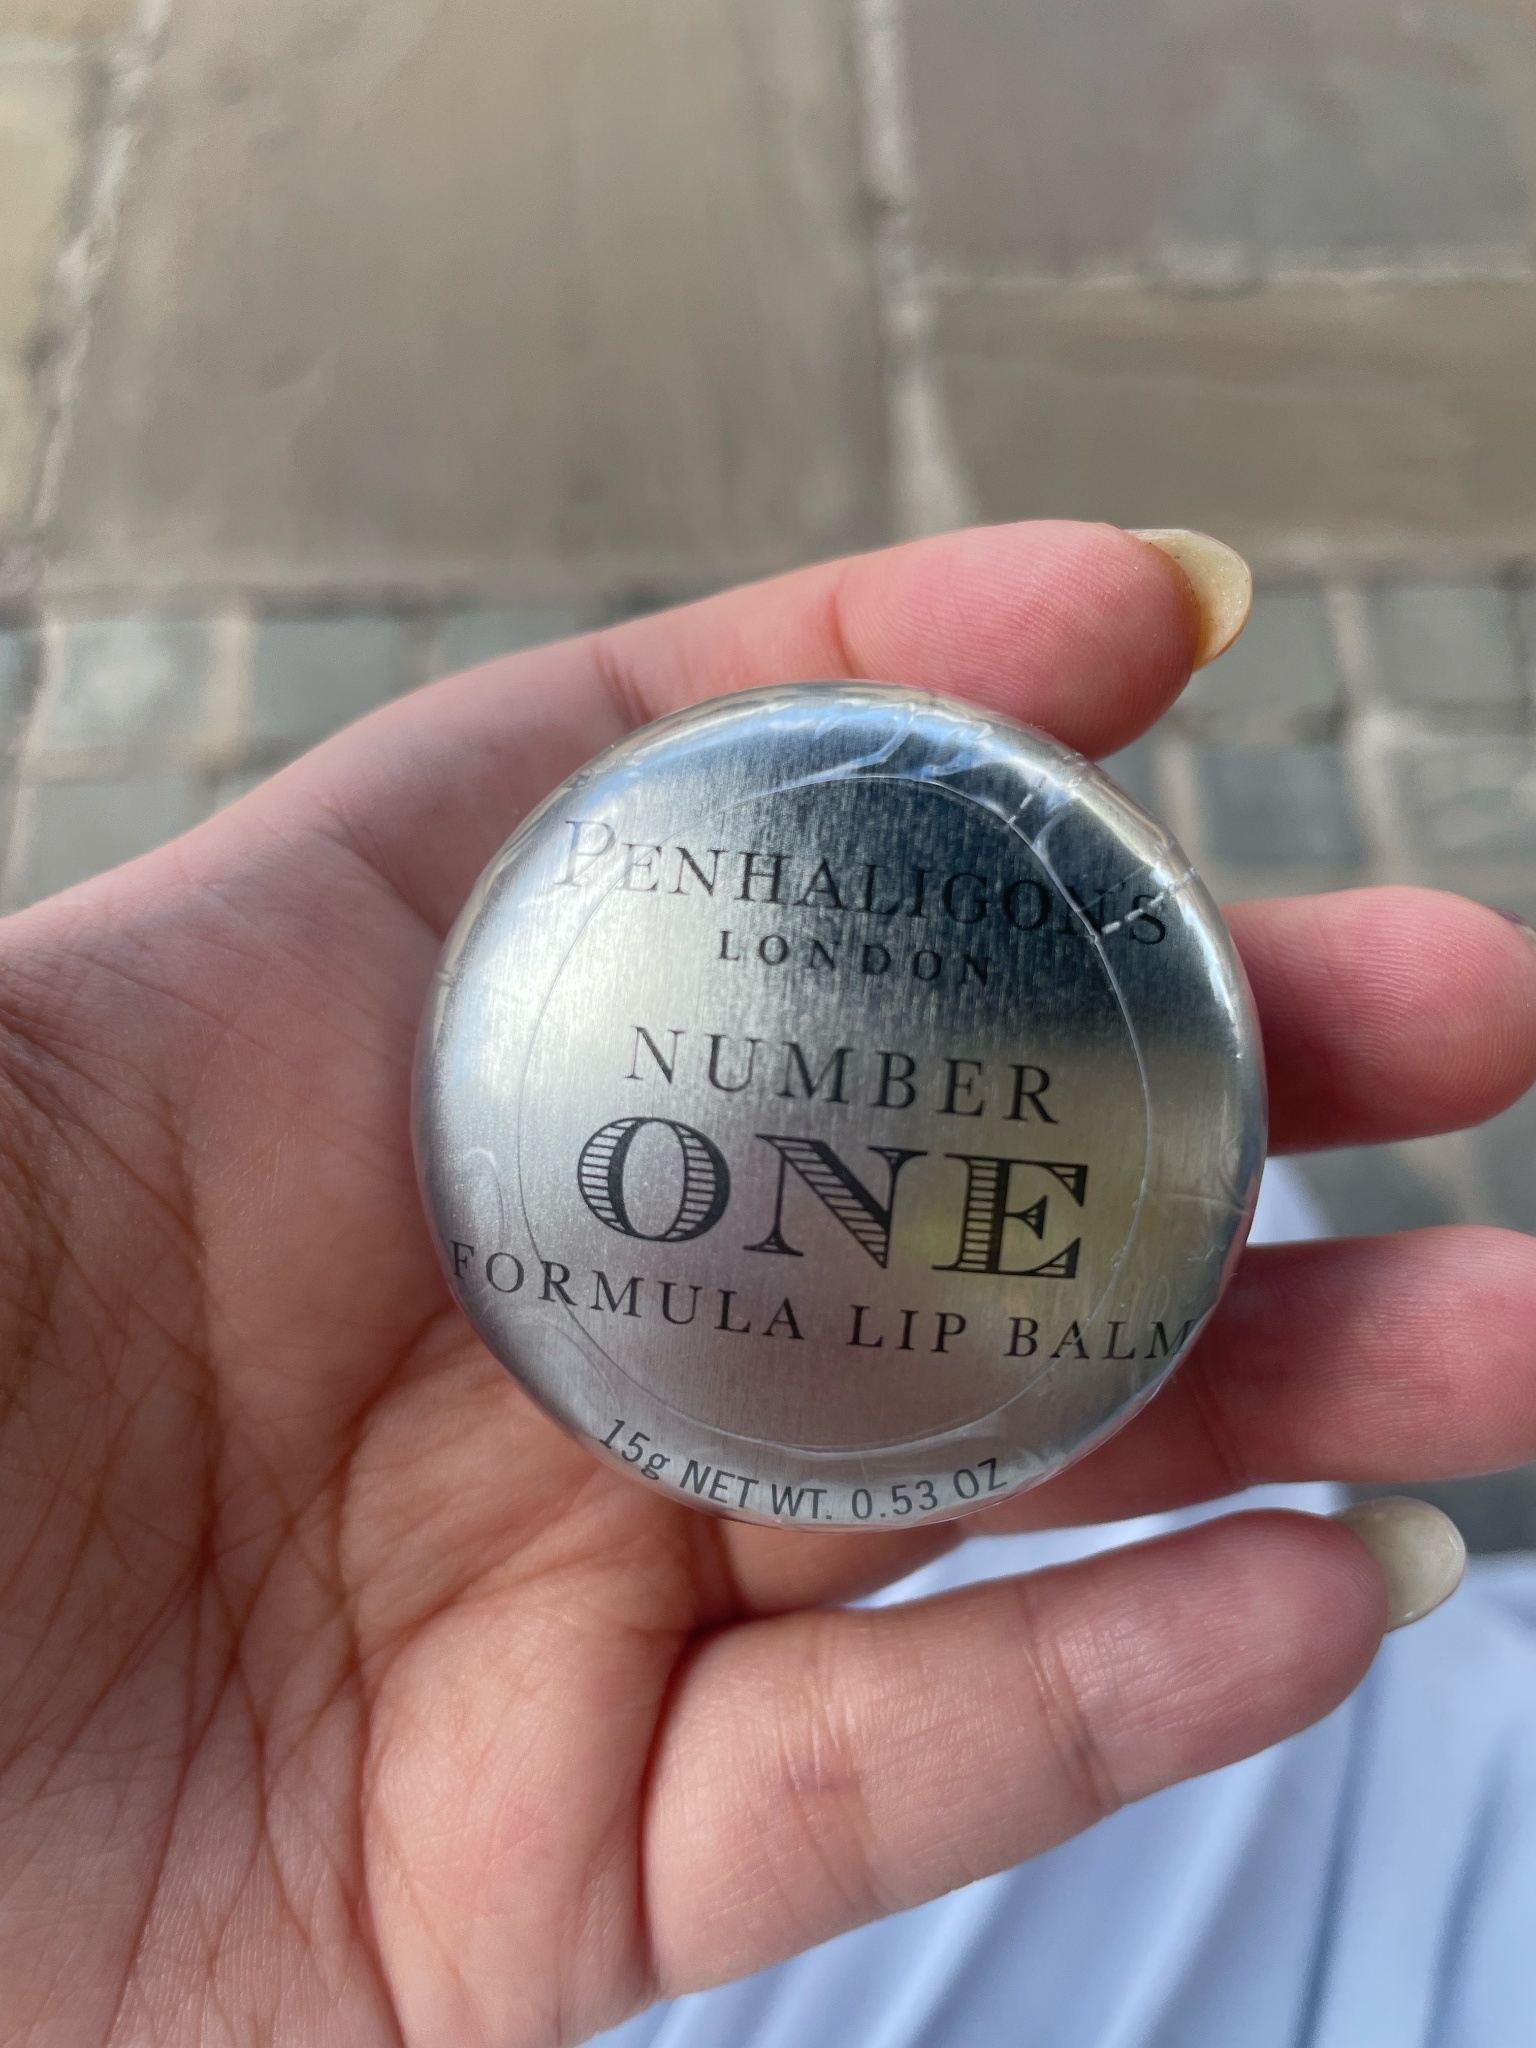 PENHALIGON'S
LONDON
NUMBER
ONE
FORMULA LIP BALM
15g NET WT. 0.53 OZ